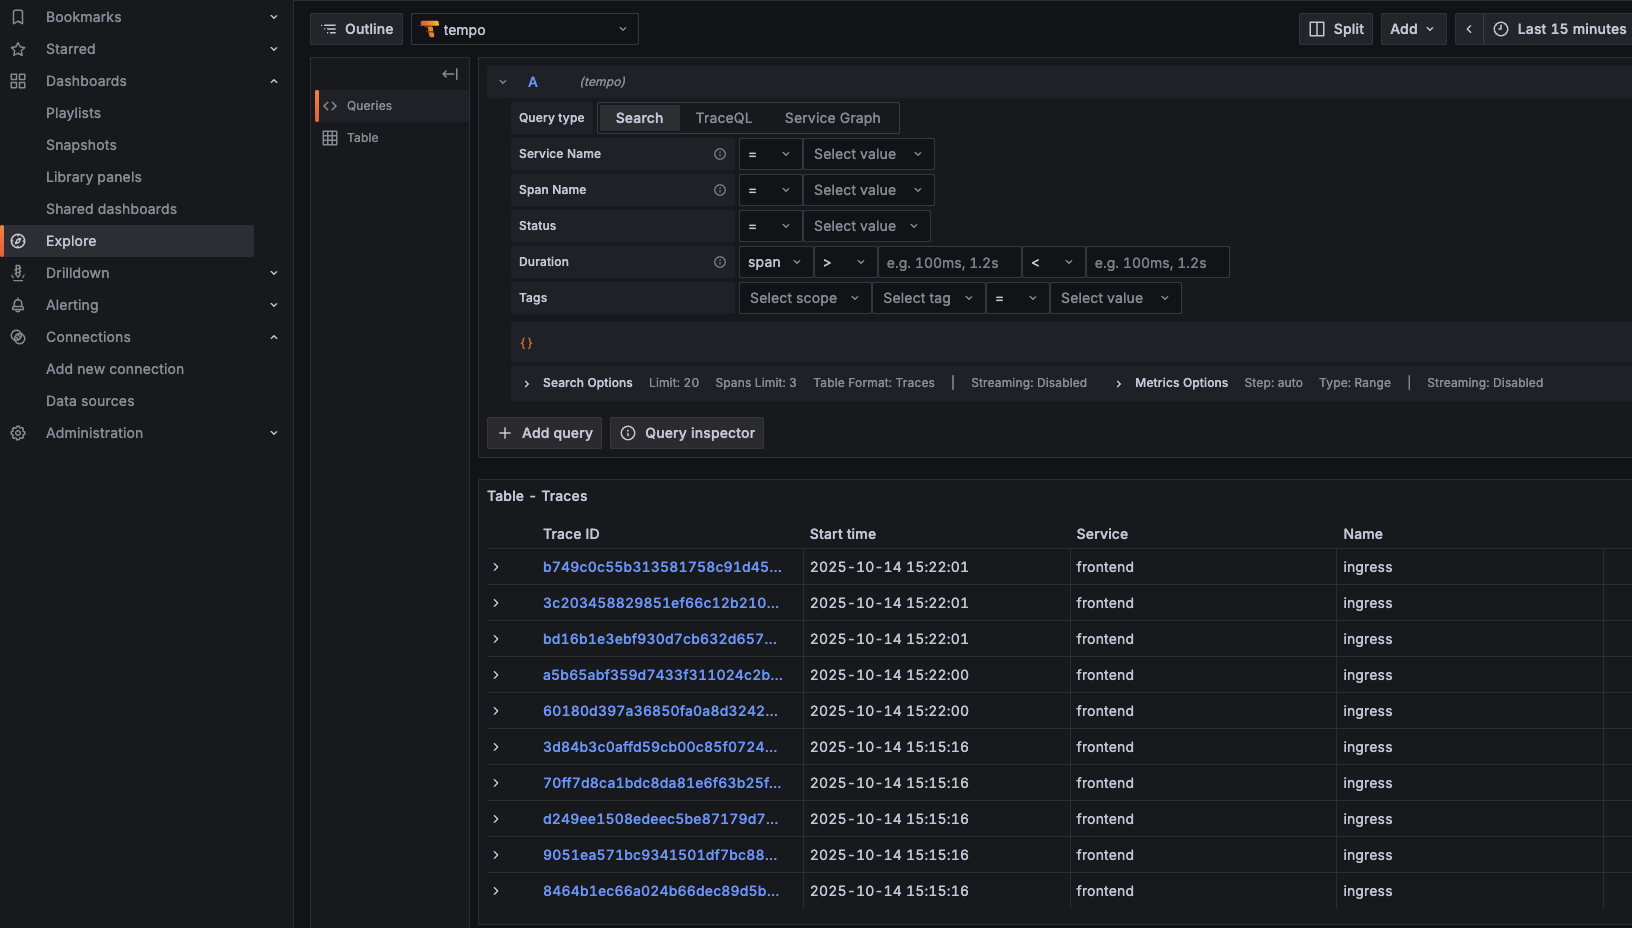 Bookmarks
Starred
Dashboards
Playlists
Snapshots
Library panels
Shared dashboards
Explore
Drilldown
Alerting
Connections
Add new connection
Data sources
Administration
Outline
tempo
Split
Add
Last 15 minutes
Queries
Table
A (tempo)
Query type Search TraceQL Service Graph
Service Name = Select value
Span Name = Select value
Status = Select value
Duration span > e.g. 100ms, 1.2s < e.g. 100ms, 1.2s
Tags Select scope Select tag = Select value
{}
Search Options Limit: 20 Spans Limit: 3 Table Format: Traces | Streaming: Disabled Metrics Options Step: auto Type: Range | Streaming: Disabled
+ Add query Query inspector
Table - Traces
Trace ID Start time Service Name
b749c0c55b313581758c91d45... 2025-10-14 15:22:01 frontend ingress
3c203458829851ef66c12b210... 2025-10-14 15:22:01 frontend ingress
bd16b1e3ebf930d7cb632d657... 2025-10-14 15:22:01 frontend ingress
a5b65abf359d7433f311024c2b... 2025-10-14 15:22:00 frontend ingress
60180d397a36850fa0a8d3242... 2025-10-14 15:22:00 frontend ingress
3d84b3c0affd59cb00c85f0724... 2025-10-14 15:15:16 frontend ingress
70ff7d8ca1bdc8da81e6f63b25f... 2025-10-14 15:15:16 frontend ingress
d249ee1508edeec5be87179d7... 2025-10-14 15:15:16 frontend ingress
9051ea571bc9341501df7bc88... 2025-10-14 15:15:16 frontend ingress
8464b1ec66a024b66dec89d5b... 2025-10-14 15:15:16 frontend ingress